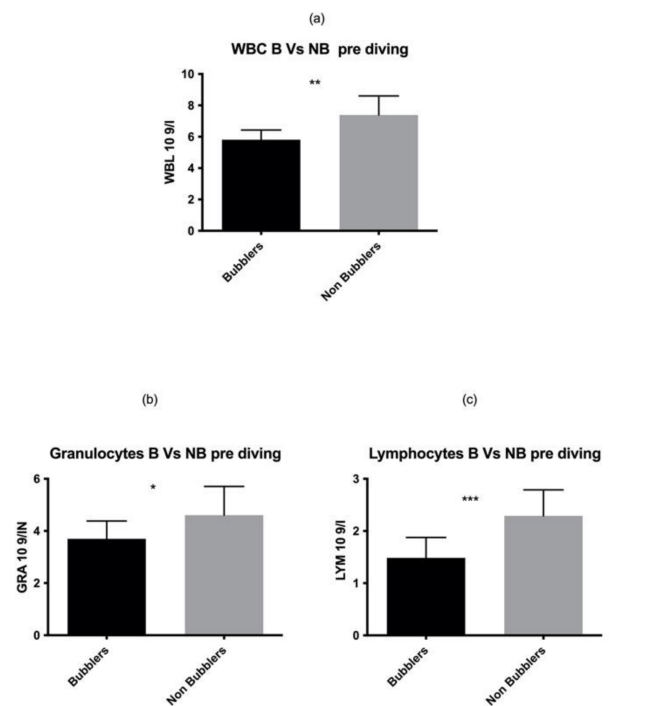 (a)
WBC B Vs NB pre diving
WBL 10 9/l
10
8
6
4
2
0
**
Bubblers
Non Bubblers
(b)
Granulocytes B Vs NB pre diving
GRA 10 9/IN
6
4
2
0
*
Bubblers
Non Bubblers
(c)
Lymphocytes B Vs NB pre diving
LYM 10 9/l
3
2
1
0
***
Bubblers
Non Bubblers